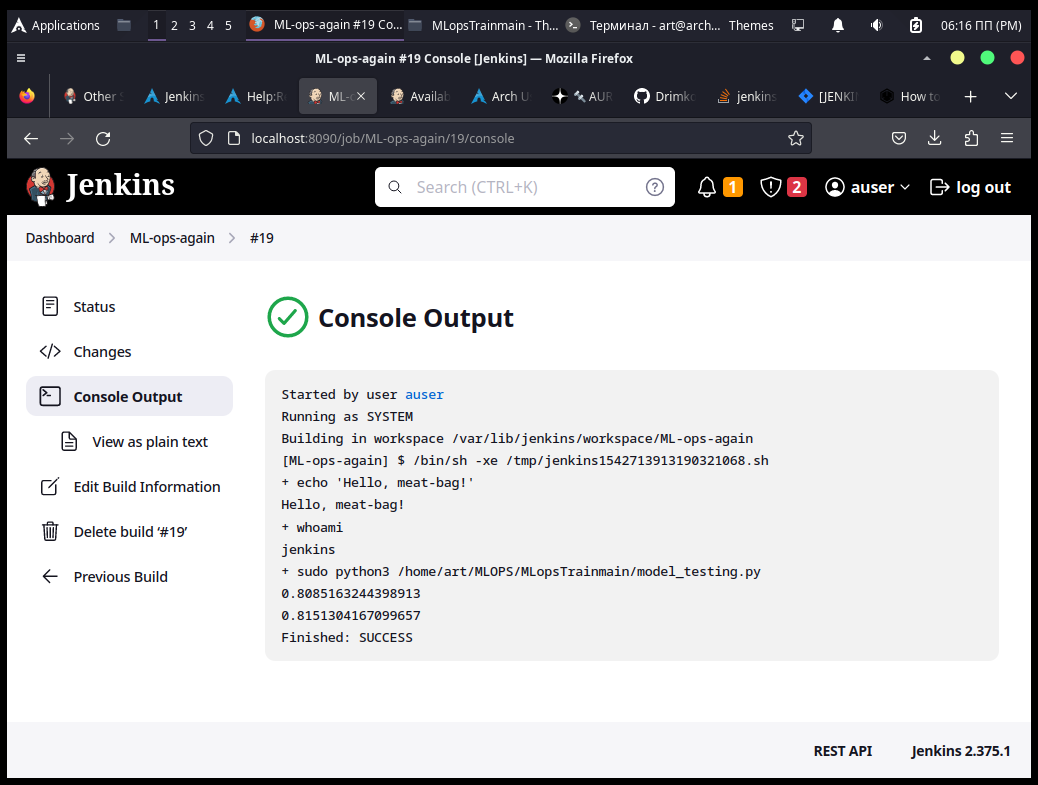 Applications 1 2 3 4 5 ML-ops-again #19 Co... MLopsTrainmain - Th... Терминал - art@arch... Themes 06:16 ПП (PM)
ML-ops-again #19 Console [Jenkins] — Mozilla Firefox
Other Jenkins Help:R ML- Availab Arch U AUR Drimk jenkins [JENKI How to
localhost:8090/job/ML-ops-again/19/console
Jenkins Search (CTRL+K) 1 2 auser log out
Dashboard ML-ops-again #19
Status
Changes
Console Output
View as plain text
Edit Build Information
Delete build ‘#19’
Previous Build
Console Output
Started by user auser
Running as SYSTEM
Building in workspace /var/lib/jenkins/workspace/ML-ops-again
[ML-ops-again] $ /bin/sh -xe /tmp/jenkins1542713913190321068.sh
+ echo 'Hello, meat-bag!'
Hello, meat-bag!
+ whoami
jenkins
+ sudo python3 /home/art/MLOPS/MLopsTrainmain/model_testing.py
0.8085163244398913
0.8151304167099657
Finished: SUCCESS
REST API Jenkins 2.375.1